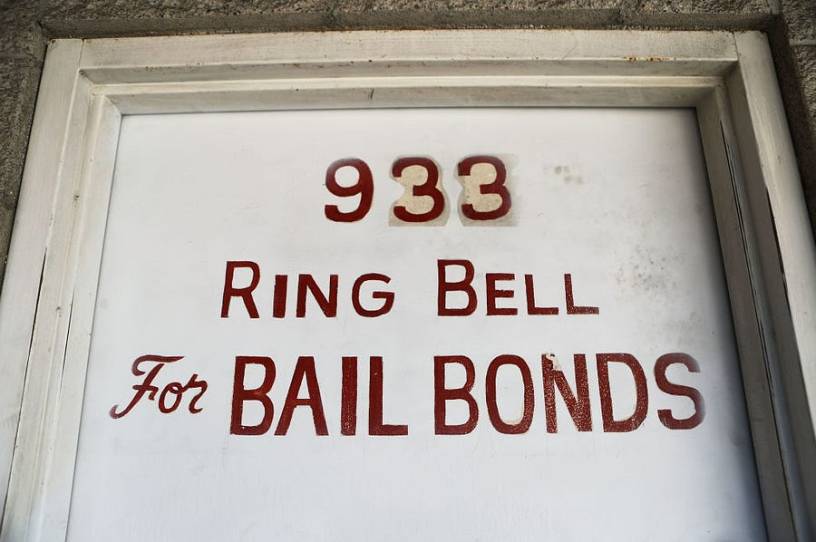 933
RING BELL
For BAIL BONDS